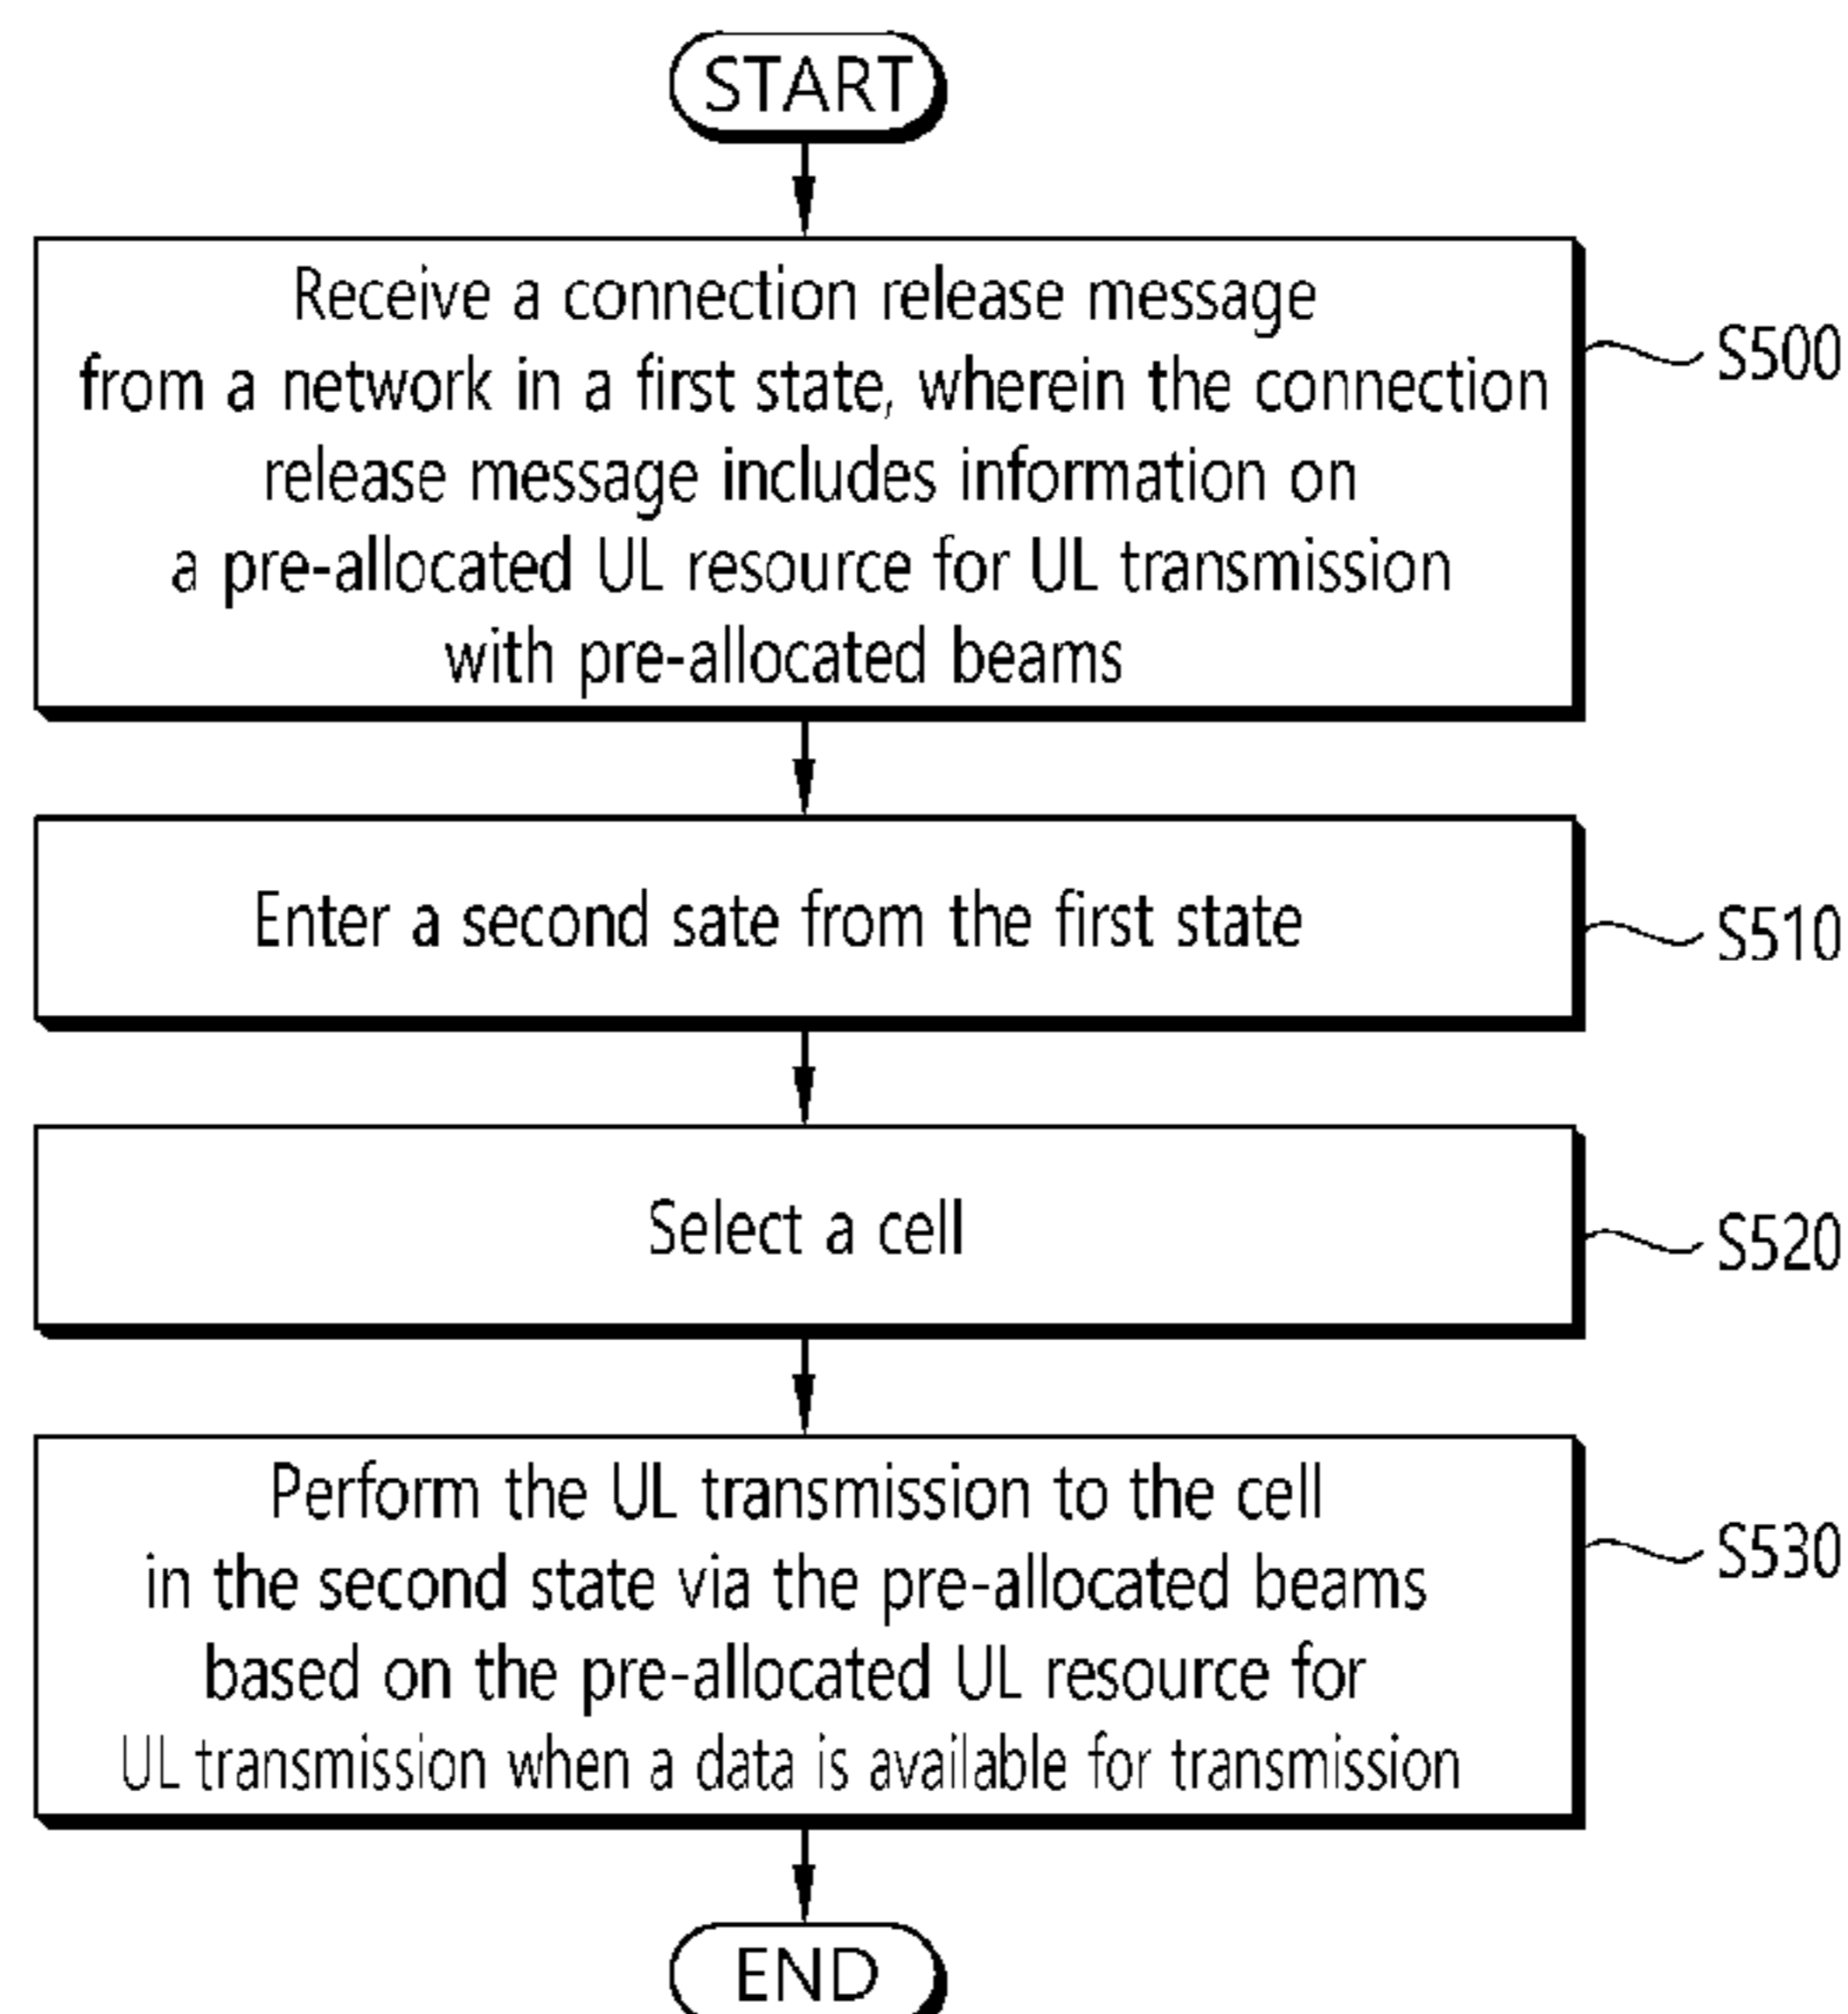 START
Receive a connection release message
from a network in a first state, wherein the connection
release message includes information on
a pre-allocated UL resource for UL transmission
with pre-allocated beams
S500
Enter a second sate from the first state
S510
Select a cell
S520
Perform the UL transmission to the cell
in the second state via the pre-allocated beams
based on the pre-allocated UL resource for
UL transmission when a data is available for transmission
S530
END